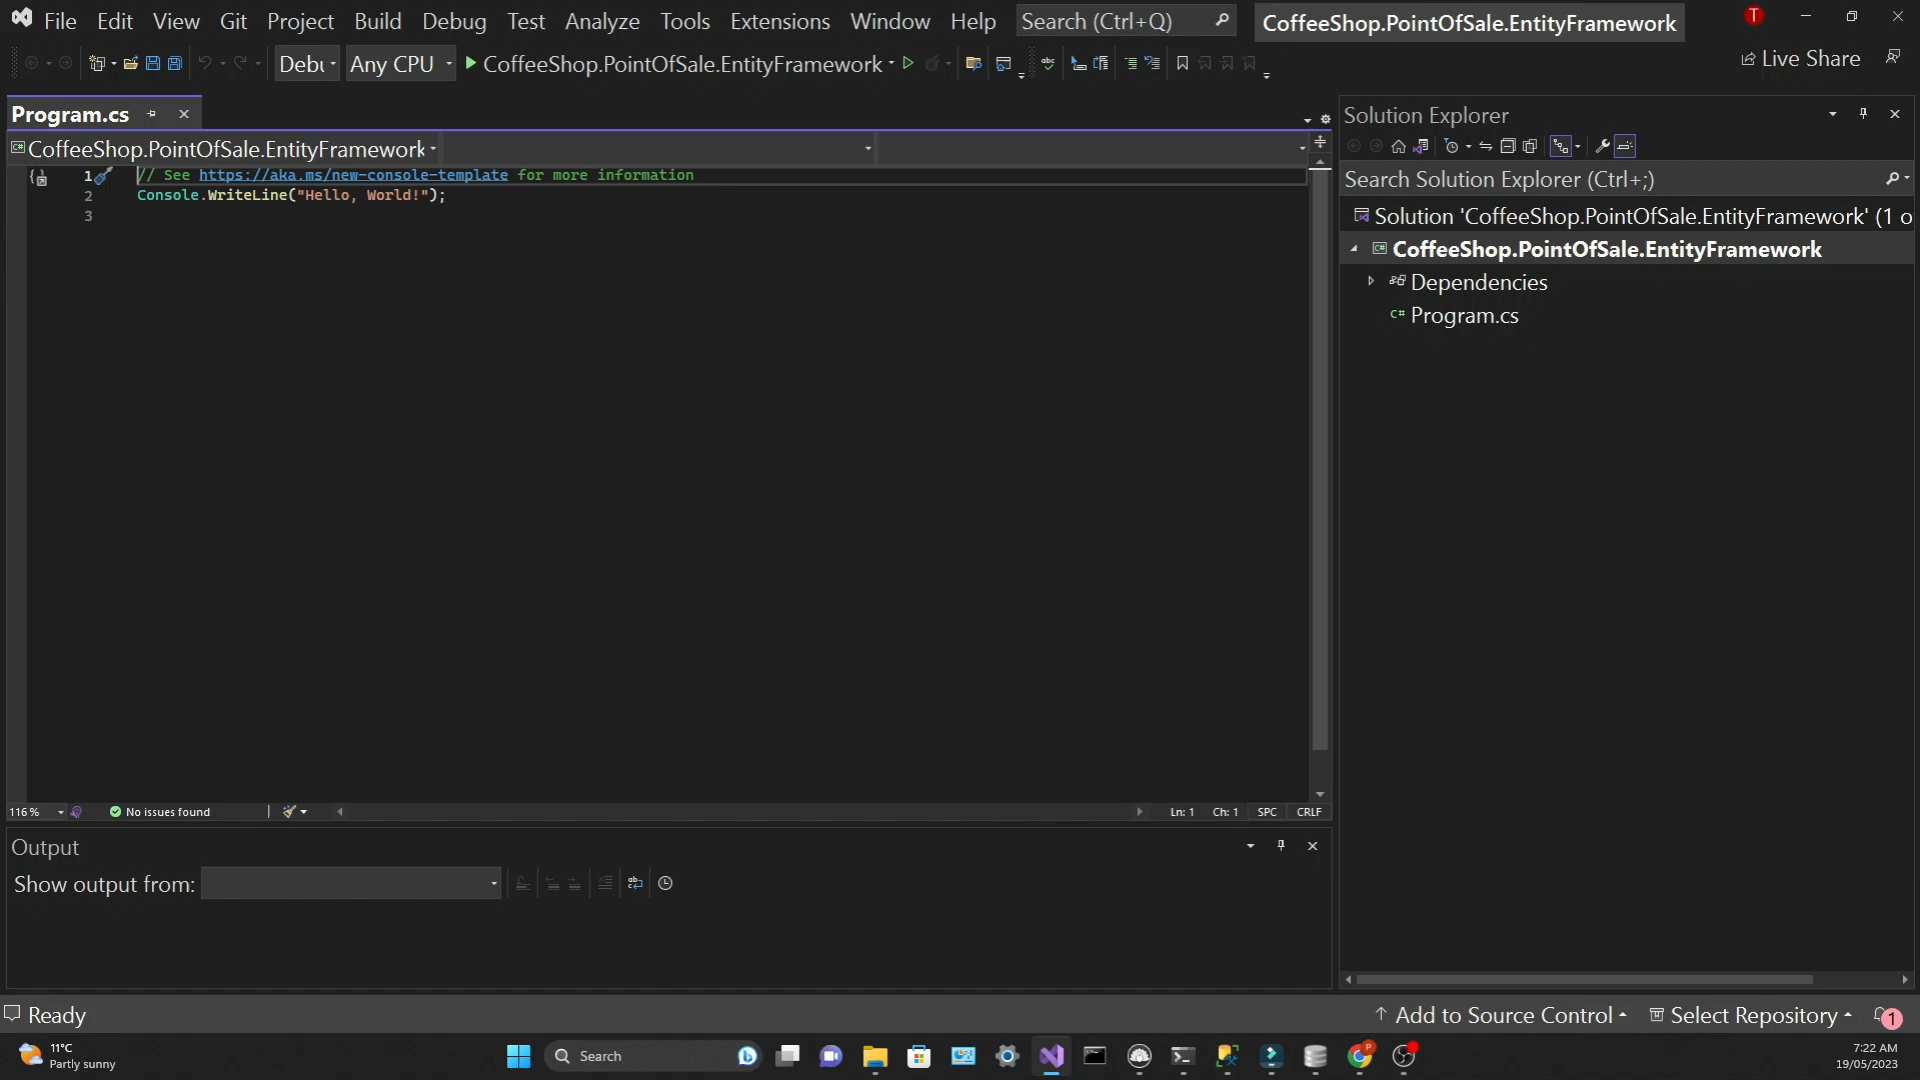 File Edit View Git Project Build Debug Test Analyze Tools Extensions Window Help Search (Ctrl+Q) CoffeeShop.PointOfSale.EntityFramework
Debu Any CPU CoffeeShop.PointOfSale.EntityFramework Live Share
Program.cs
CoffeeShop.PointOfSale.EntityFramework
1 // See https://aka.ms/new-console-template for more information
2 Console.WriteLine("Hello, World!");
3
116 % No issues found Ln: 1 Ch: 1 SPC CRLF
Output
Show output from:
Solution Explorer
Search Solution Explorer (Ctrl+;)
Solution 'CoffeeShop.PointOfSale.EntityFramework' (1 o
CoffeeShop.PointOfSale.EntityFramework
Dependencies
C# Program.cs
Ready Add to Source Control Select Repository 1
11°C
Partly sunny
Search
7:22 AM
19/05/2023